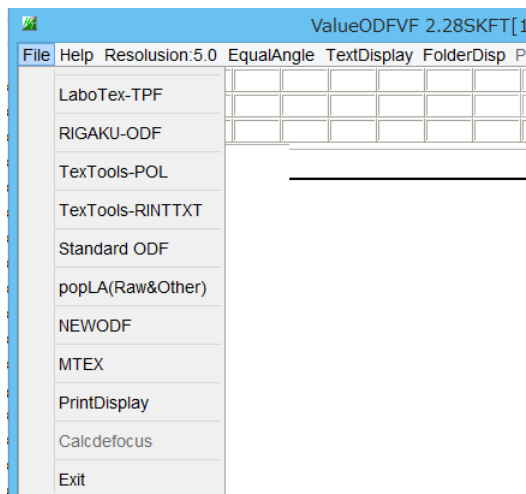 ValueODFVF 2.28SKFT[1
File Help Resolusion:5.0 EqualAngle TextDisplay FolderDisp P
LaboTex-TPF
RIGAKU-ODF
TexTools-POL
TexTools-RINTTXT
Standard ODF
popLA(Raw&Other)
NEWODF
MTEX
PrintDisplay
Calcdefocus
Exit